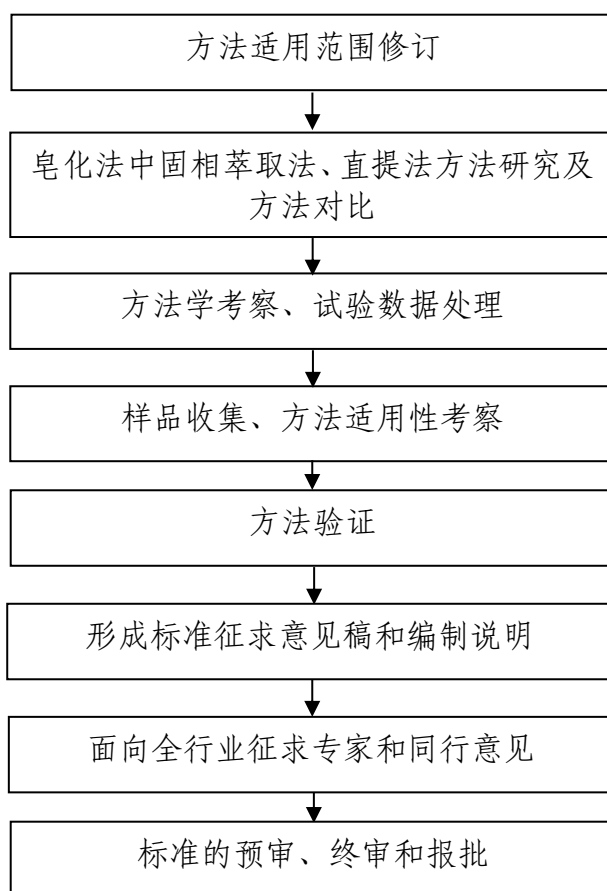 方法适用范围修订
皂化法中固相萃取法、直提法方法研究及
方法对比
方法学考察、试验数据处理
样品收集、方法适用性考察
方法验证
形成标准征求意见稿和编制说明
面向全行业征求专家和同行意见
标准的预审、终审和报批